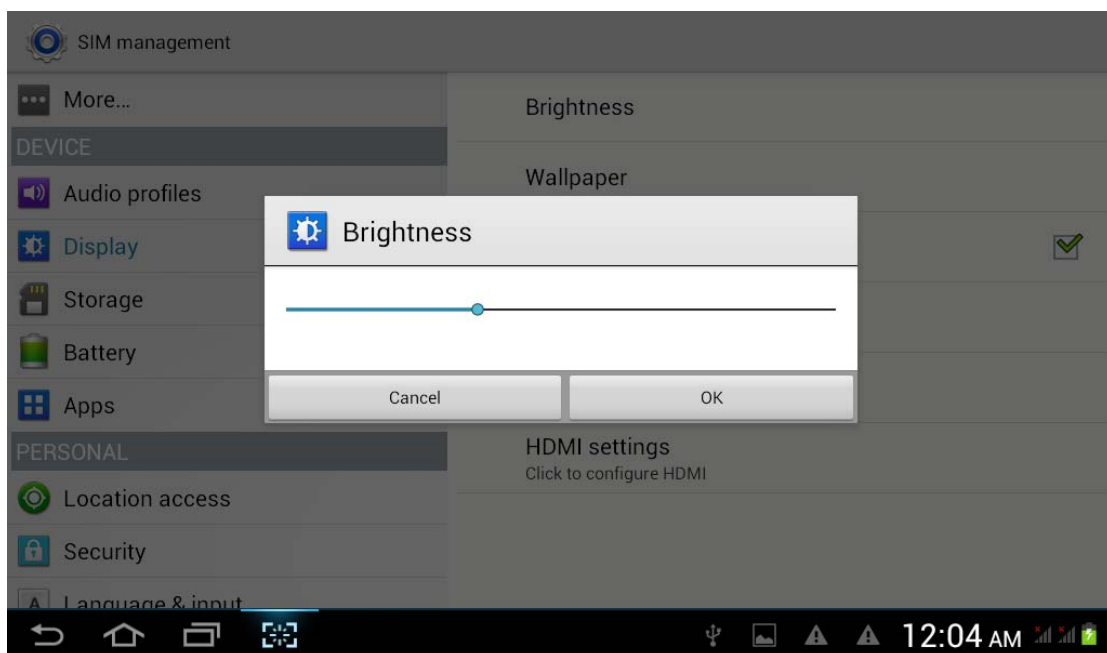 SIM management
More...
DEVICE
Audio profiles
Display
Storage
Battery
Apps
PERSONAL
Location access
Security
Language & input
Brightness
Wallpaper
HDMI settings
Click to configure HDMI
Brightness
Cancel
OK
12:04 AM